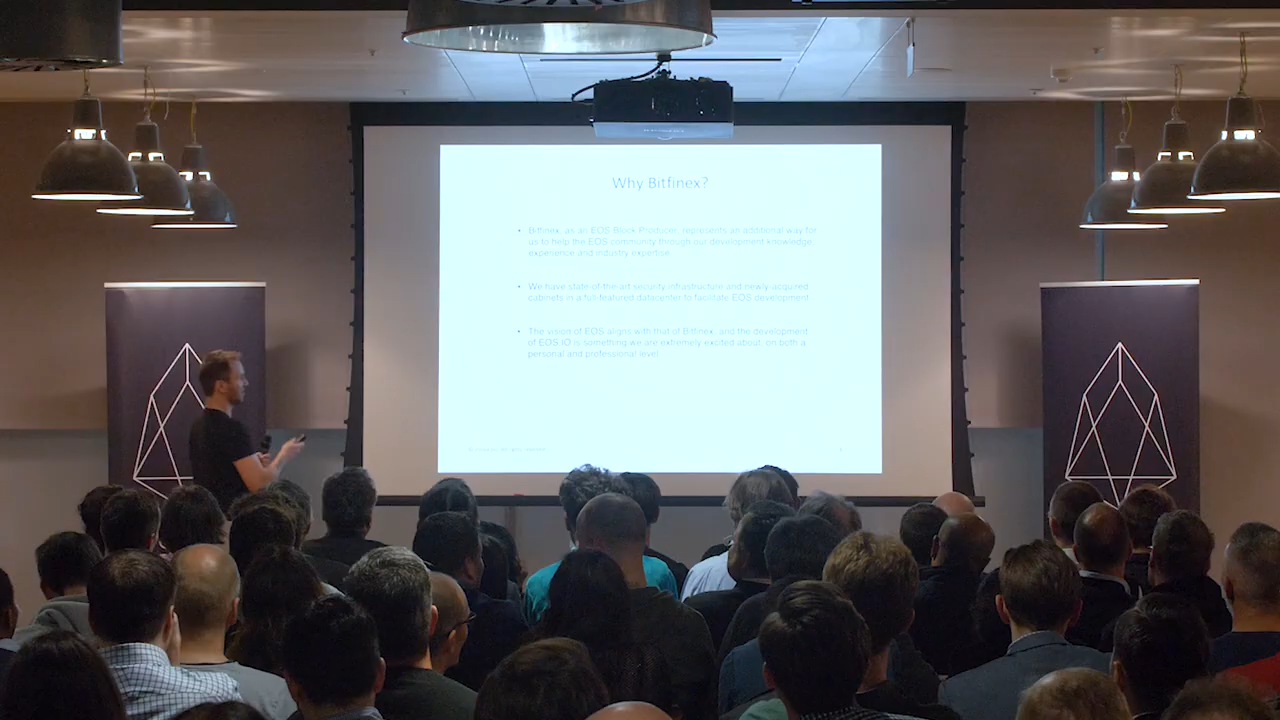 Why Bitfinex?
• Bitfinex, as an EOS Block Producer, represents an additional way for
us to help the EOS community through our development knowledge,
experience and industry expertise.
• We have state-of-the-art security infrastructure and newly-acquired
cabinets in a full-featured datacenter to facilitate EOS development.
• The vision of EOS aligns with that of Bitfinex, and the development
of EOS.IO is something we are extremely excited about, on both a
personal and professional level.